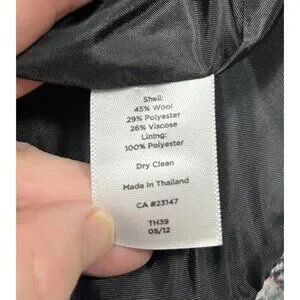 Shell:
45% Wool
29% Polyester
26% Viscose
Lining:
100% Polyester
Dry Clean
Made in Thailand
CA #23147
TH39
05/12